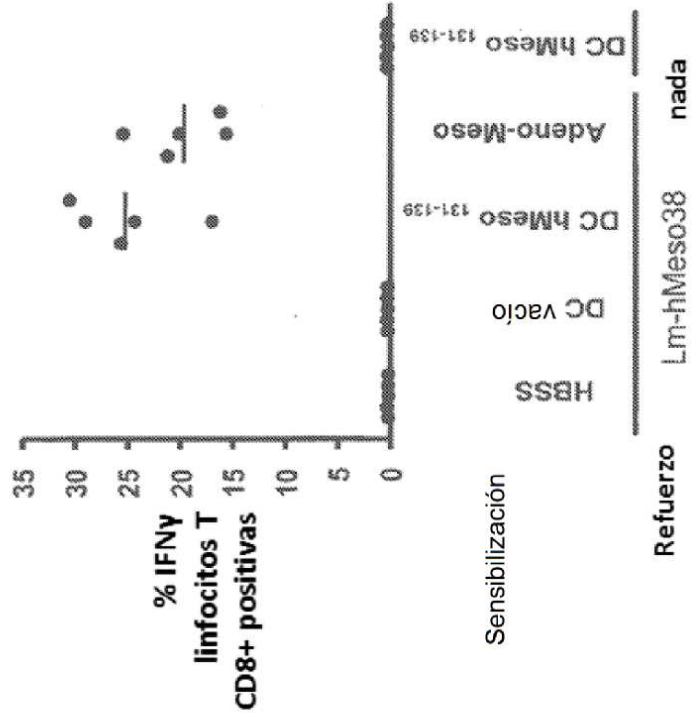 35
30
25
20
15
10
5
0
% IFNγ
linfocitos T
CD8+ positivas
Sensibilización
HBSS
DC vacío
DC hMeso 131-139
Adeno-Meso
DC hMeso 131-139
Refuerzo
Lm-hMeso38
nada